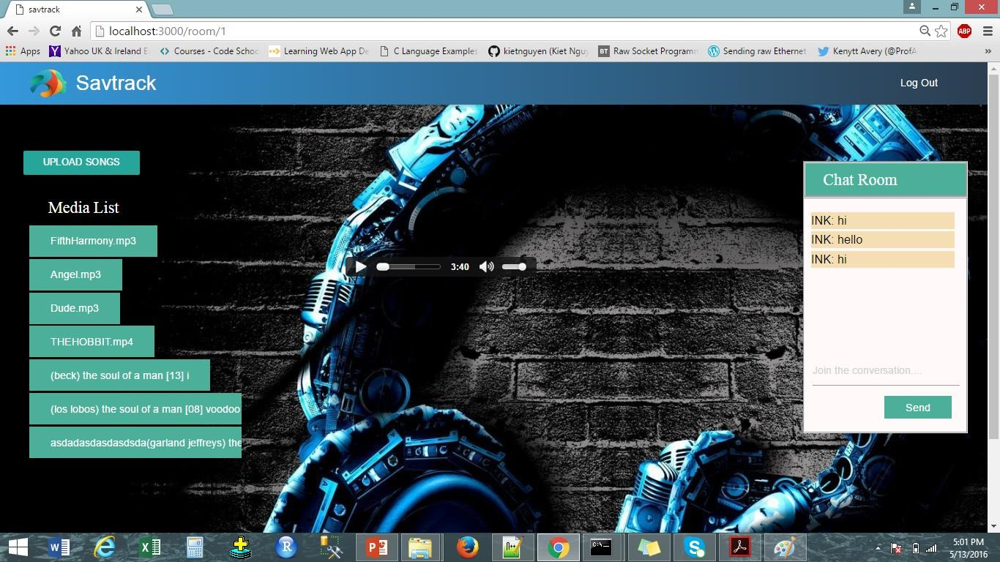 savtrack
localhost:3000/room/1
ABP
Apps
Yahoo UK & Ireland E
Courses - Code Schoo
Learning Web App De
C Language Examples
kietnguyen (Kiet Ngu
BT Raw Socket Programm
Sending raw Ethernet
Kenytt Avery (@ProfA
»
Savtrack
Log Out
UPLOAD SONGS
Media List
FifthHarmony.mp3
Angel.mp3
Dude.mp3
THEHOBBIT.mp4
(beck) the soul of a man [13] i
(los lobos) the soul of a man [08] voodoo
asdadasdasdasdsda(garland jeffreys) the
3:40
Chat Room
INK: hi
INK: hello
INK: hi
Join the conversation....
Send
5:01 PM
5/13/2016